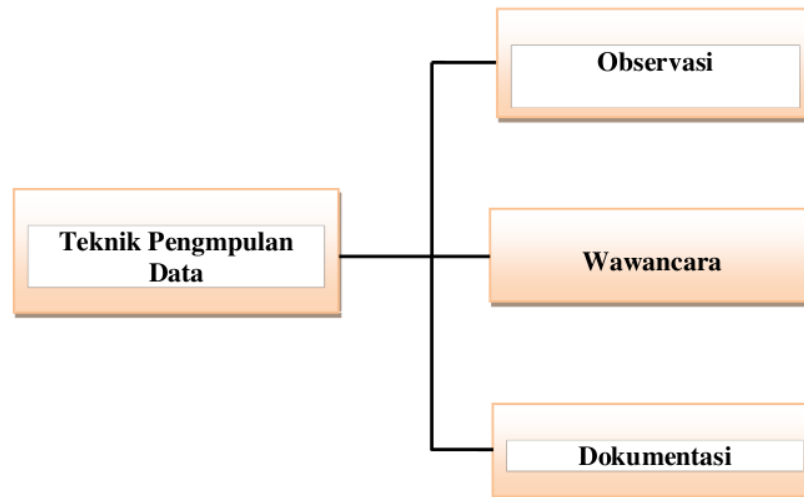 Observasi
Teknik Pengmpulan
Data
Wawancara
Dokumentasi